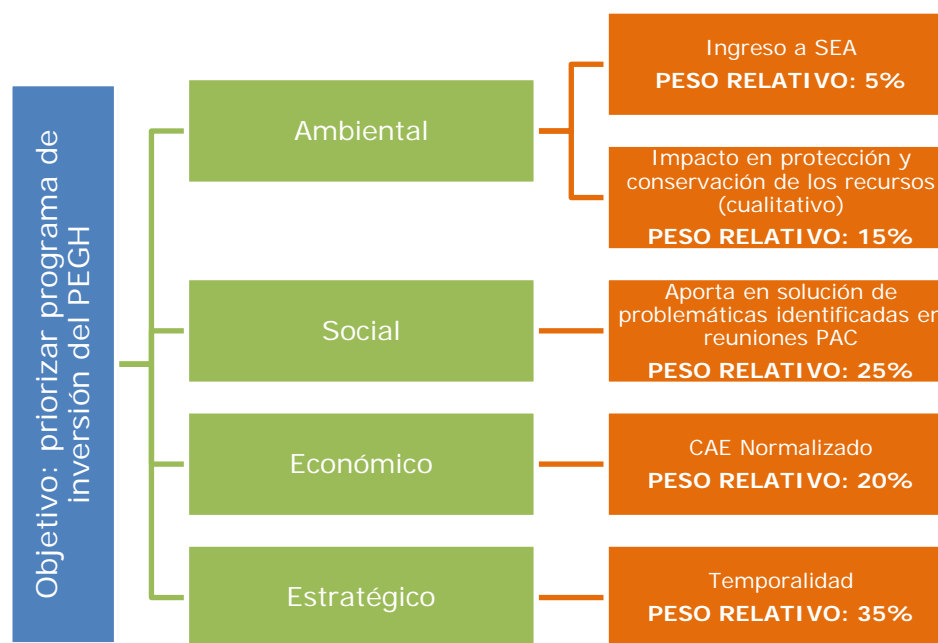 Objetivo: priorizar programa de
inversión del PEGH
Ambiental
Ingreso a SEA
PESO RELATIVO: 5%
Impacto en protección y
conservación de los recursos
(cualitativo)
PESO RELATIVO: 15%
Social
Aporta en solución de
problemáticas identificadas en
reuniones PAC
PESO RELATIVO: 25%
Económico
CAE Normalizado
PESO RELATIVO: 20%
Estratégico
Temporalidad
PESO RELATIVO: 35%